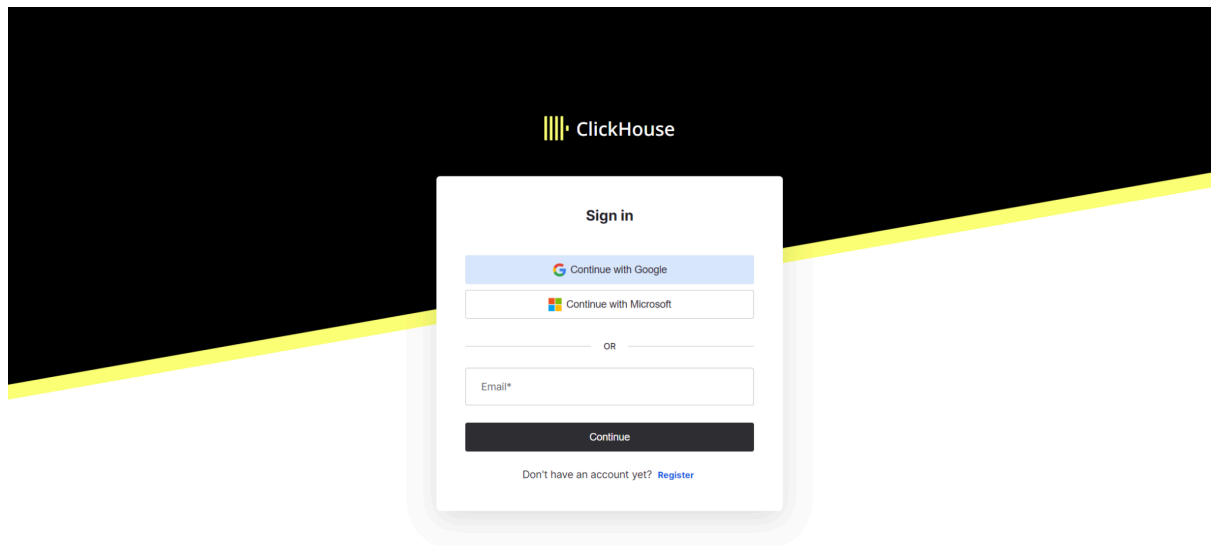 ClickHouse
Sign in
Continue with Google
Continue with Microsoft
OR
Email*
Continue
Don't have an account yet? Register